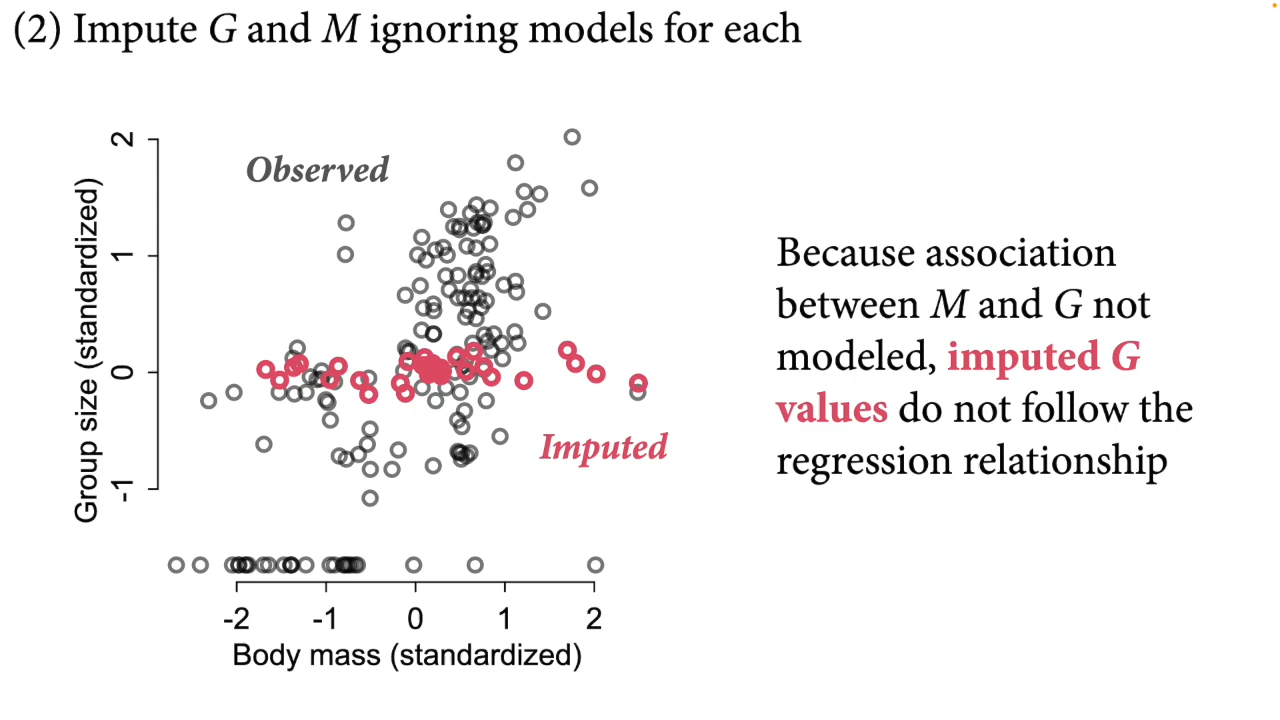 (2) Impute G and M ignoring models for each
Observed
Imputed
Group size (standardized)
2
1
0
-1
-2 -1 0 1 2
Body mass (standardized)
Because association
between M and G not
modeled, imputed G
values do not follow the
regression relationship